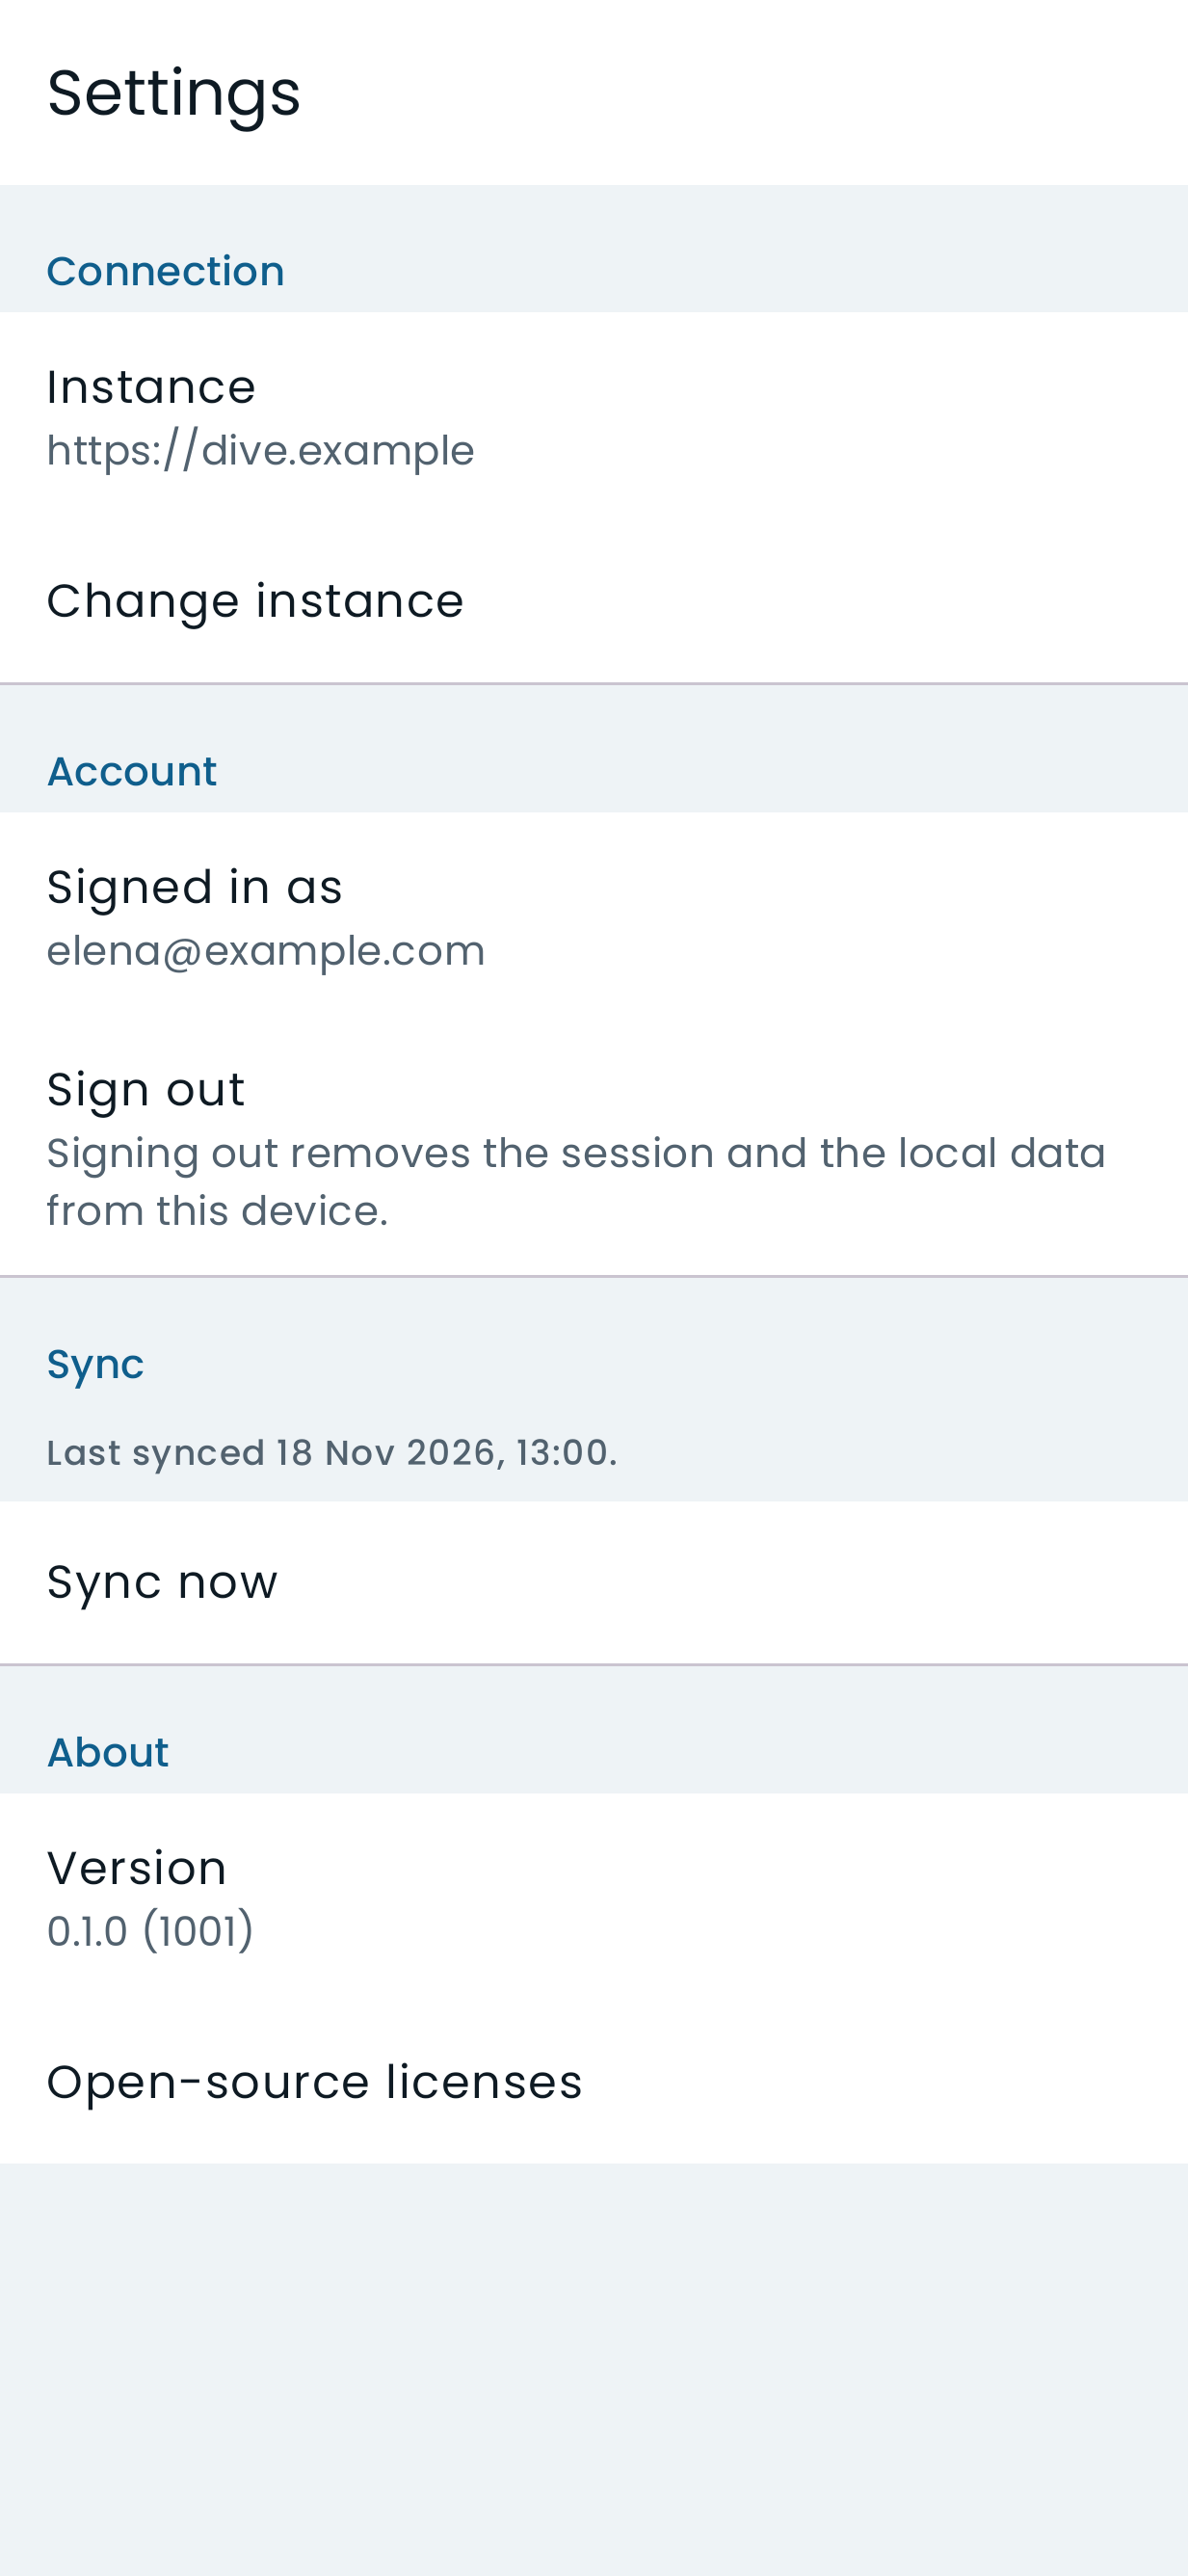 Settings
Connection
Instance
https://dive.example
Change instance
Account
Signed in as
elena@example.com
Sign out
Signing out removes the session and the local data
from this device.
Sync
Last synced 18 Nov 2026, 13:00.
Sync now
About
Version
0.1.0 (1001)
Open-source licenses